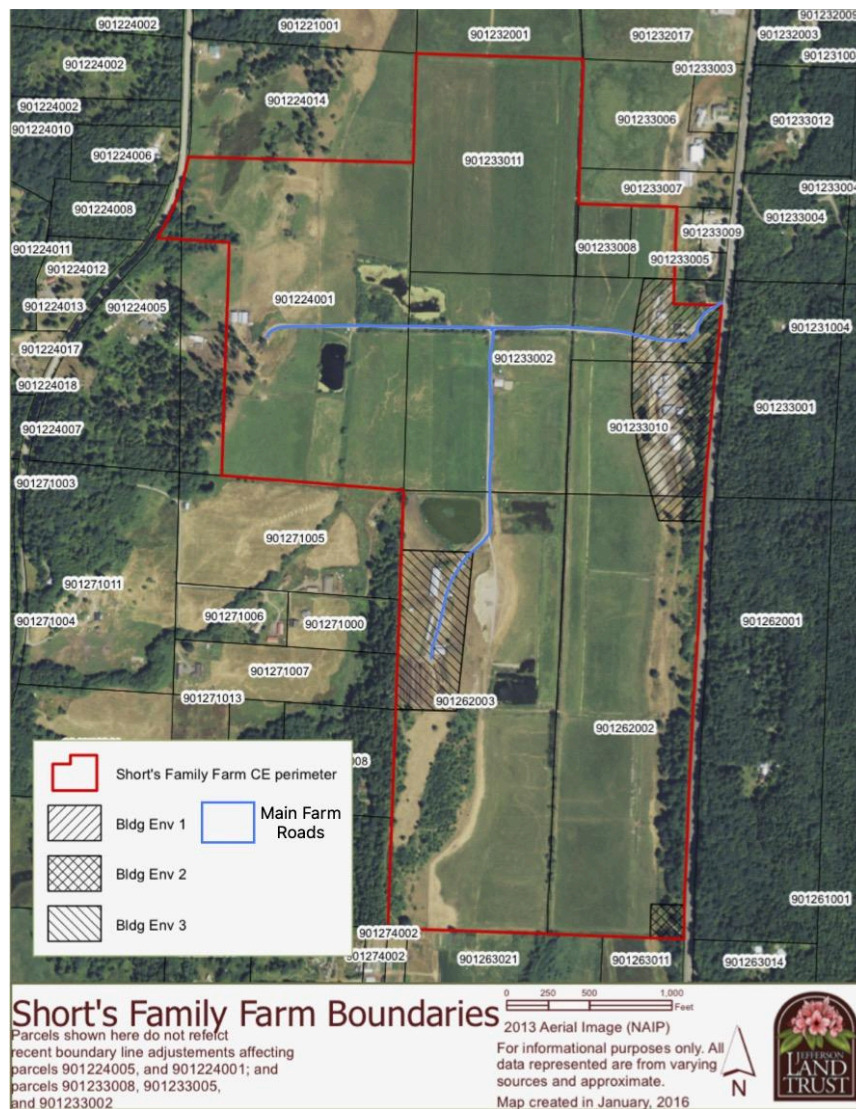 901224002
901221001
901232001
901232009
901232017
901232003
901231003
901224002
901233003
901224014
901224002
901233006
901233012
901224010
901224006
901233011
901233007
901233004
901224008
901233009
901233004
901224011
901233008
901233005
901224012
901224001
901224013
901224005
901231004
901224017
901233002
901224018
901233001
901224007
901233010
901271003
901271005
901271011
901271006
901271000
901271004
901262001
901271007
901271013
901262003
901262002
008
Short's Family Farm CE perimeter
Bldg Env 1
Main Farm
Roads
Bldg Env 2
Bldg Env 3
901261001
901274002
901274002
901263021
901263011
901263014
Short's Family Farm Boundaries
Parcels shown here do not refelct
recent boundary line adjustements affecting
parcels 901224005, and 901224001; and
parcels 901233008, 901233005,
and 901233002
0 250 500 1,000
Feet
2013 Aerial Image (NAIP)
For informational purposes only. All
data represented are from varying
sources and approximate.
Map created in January, 2016
N
JEFFERSON
LAND
TRUST